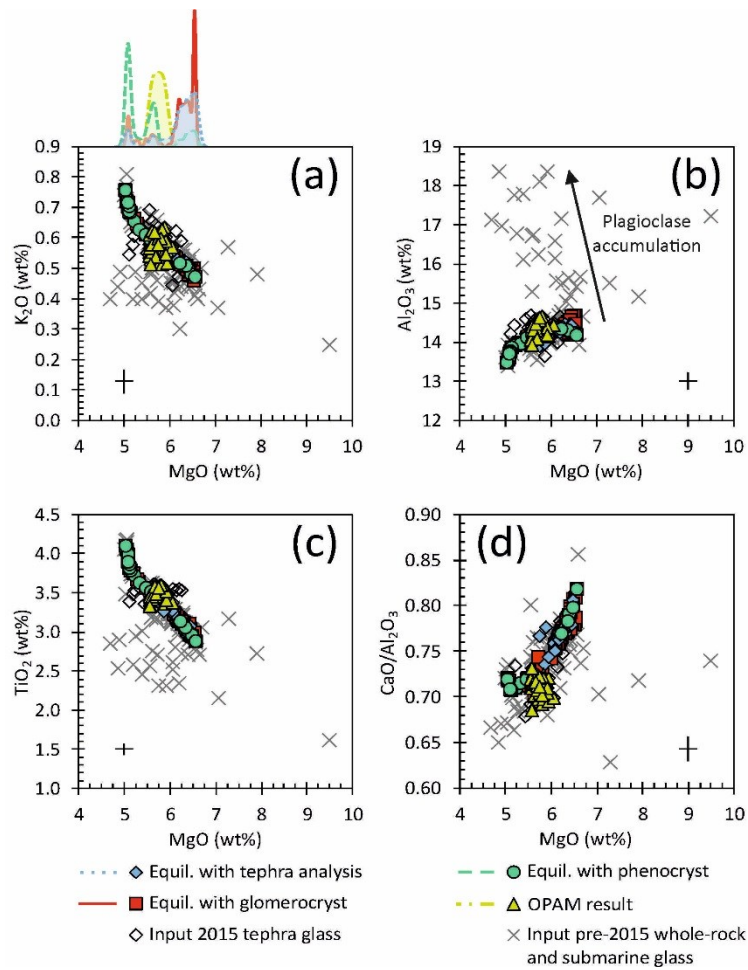 (a)
0.9
0.8
0.7
0.6
0.5
0.4
0.3
0.2
0.1
0.0
K₂O (wt%)
4 5 6 7 8 9 10
MgO (wt%)
(b)
19
18
17
16
15
14
13
12
Al₂O₃ (wt%)
Plagioclase
accumulation
4 5 6 7 8 9 10
MgO (wt%)
(c)
4.5
4.0
3.5
3.0
2.5
2.0
1.5
1.0
TiO₂ (wt%)
4 5 6 7 8 9 10
MgO (wt%)
(d)
0.90
0.85
0.80
0.75
0.70
0.65
0.60
CaO/Al₂O₃
4 5 6 7 8 9 10
MgO (wt%)
Equil. with tephra analysis
Equil. with glomerocryst
Input 2015 tephra glass
Equil. with phenocryst
OPAM result
Input pre-2015 whole-rock
and submarine glass